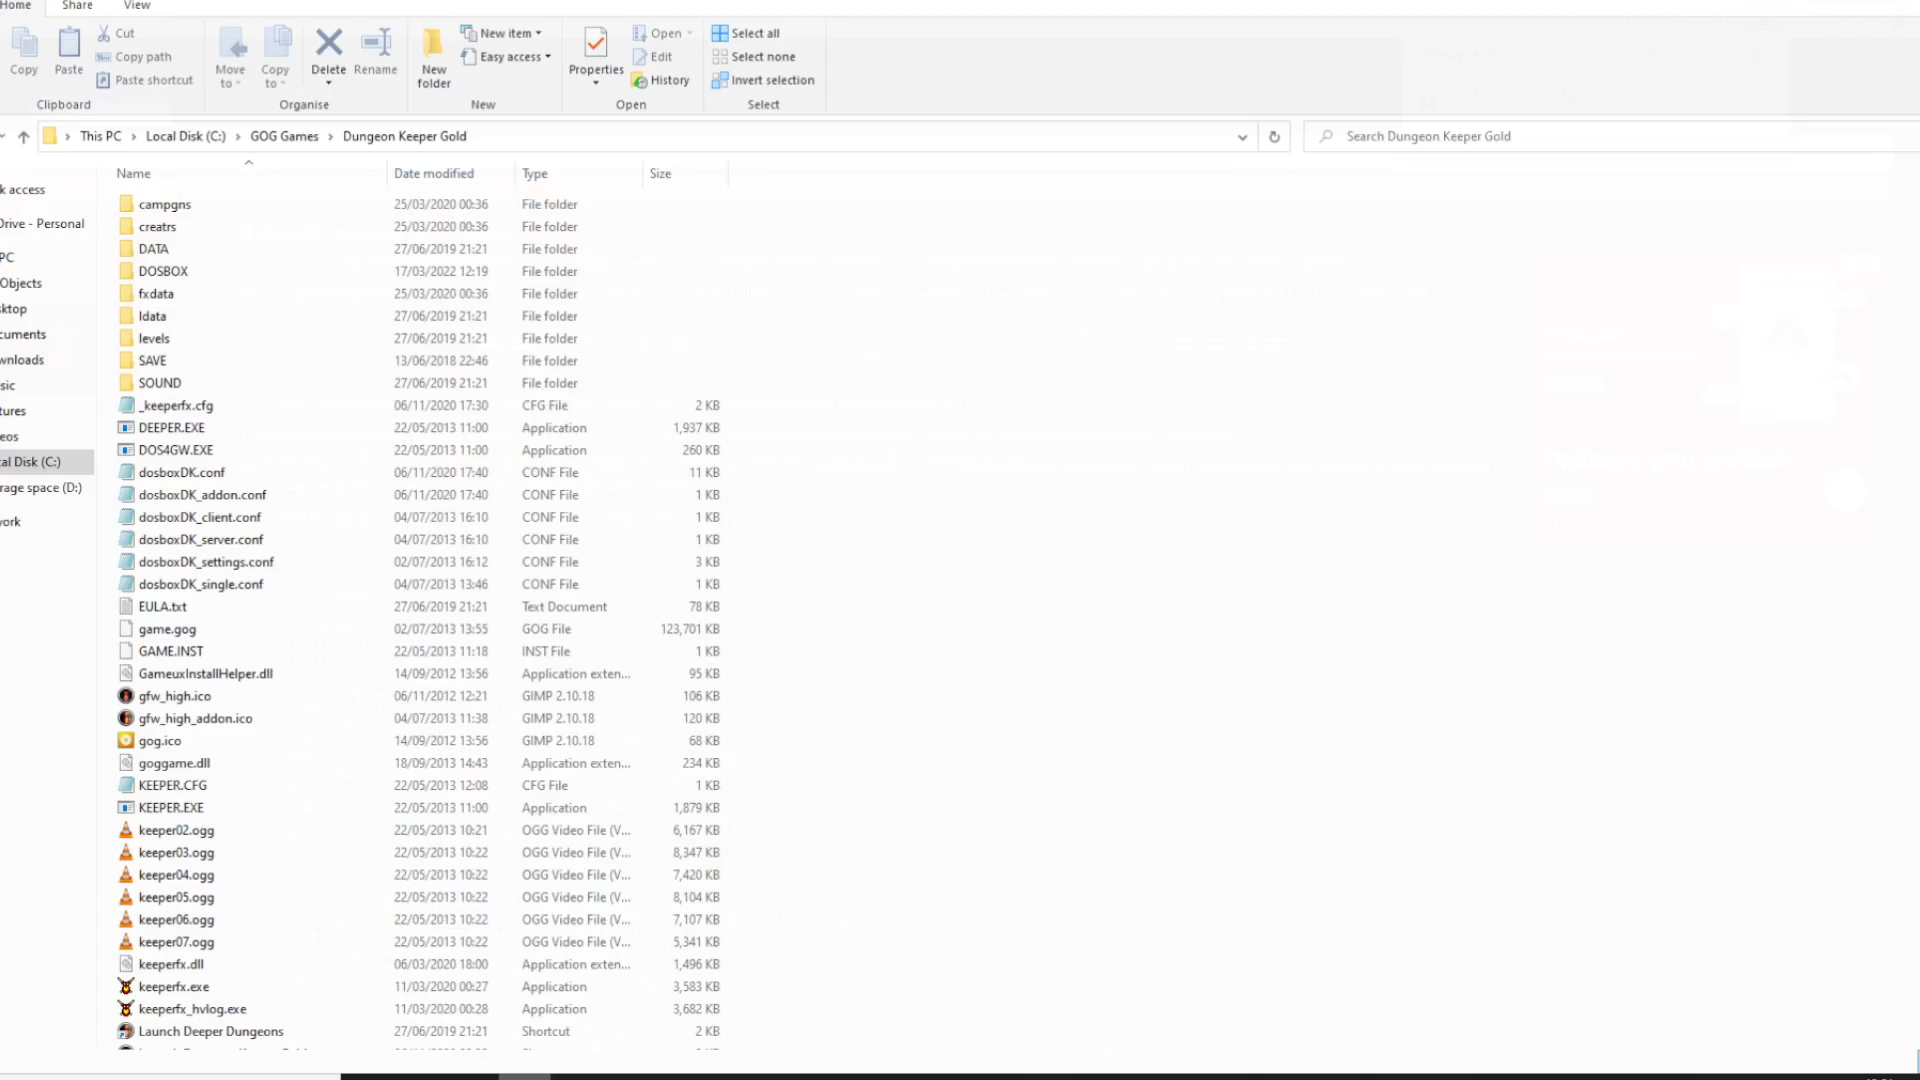 Home Share View
Copy
Paste
Cut
Copy path
Paste shortcut
Clipboard
Move to
Copy to
Delete
Rename
Organise
New folder
New item
Easy access
New
Properties
Open
Edit
History
Open
Select all
Select none
Invert selection
Select
This PC > Local Disk (C:) > GOG Games > Dungeon Keeper Gold
Search Dungeon Keeper Gold
k access
Drive - Personal
PC
Objects
sktop
cuments
wnloads
sic
tures
eos
cal Disk (C:)
rage space (D:)
work
Name Date modified Type Size
campgns 25/03/2020 00:36 File folder
creatrs 25/03/2020 00:36 File folder
DATA 27/06/2019 21:21 File folder
DOSBOX 17/03/2022 12:19 File folder
fxdata 25/03/2020 00:36 File folder
ldata 27/06/2019 21:21 File folder
levels 27/06/2019 21:21 File folder
SAVE 13/06/2018 22:46 File folder
SOUND 27/06/2019 21:21 File folder
_keeperfx.cfg 06/11/2020 17:30 CFG File 2 KB
DEEPER.EXE 22/05/2013 11:00 Application 1,937 KB
DOS4GW.EXE 22/05/2013 11:00 Application 260 KB
dosboxDK.conf 06/11/2020 17:40 CONF File 11 KB
dosboxDK_addon.conf 06/11/2020 17:40 CONF File 1 KB
dosboxDK_client.conf 04/07/2013 16:10 CONF File 1 KB
dosboxDK_server.conf 04/07/2013 16:10 CONF File 1 KB
dosboxDK_settings.conf 02/07/2013 16:12 CONF File 3 KB
dosboxDK_single.conf 04/07/2013 13:46 CONF File 1 KB
EULA.txt 27/06/2019 21:21 Text Document 78 KB
game.gog 02/07/2013 13:55 GOG File 123,701 KB
GAME.INST 22/05/2013 11:18 INST File 1 KB
GameuxInstallHelper.dll 14/09/2012 13:56 Application exten... 95 KB
gfw_high.ico 06/11/2012 12:21 GIMP 2.10.18 106 KB
gfw_high_addon.ico 04/07/2013 11:38 GIMP 2.10.18 120 KB
gog.ico 14/09/2012 13:56 GIMP 2.10.18 68 KB
goggame.dll 18/09/2013 14:43 Application exten... 234 KB
KEEPER.CFG 22/05/2013 12:08 CFG File 1 KB
KEEPER.EXE 22/05/2013 11:00 Application 1,879 KB
keeper02.ogg 22/05/2013 10:21 OGG Video File (V... 6,167 KB
keeper03.ogg 22/05/2013 10:22 OGG Video File (V... 8,347 KB
keeper04.ogg 22/05/2013 10:22 OGG Video File (V... 7,420 KB
keeper05.ogg 22/05/2013 10:22 OGG Video File (V... 8,104 KB
keeper06.ogg 22/05/2013 10:22 OGG Video File (V... 7,107 KB
keeper07.ogg 22/05/2013 10:22 OGG Video File (V... 5,341 KB
keeperfx.dll 06/03/2020 18:00 Application exten... 1,496 KB
keeperfx.exe 11/03/2020 00:27 Application 3,583 KB
keeperfx_hvlog.exe 11/03/2020 00:28 Application 3,682 KB
Launch Deeper Dungeons 27/06/2019 21:21 Shortcut 2 KB